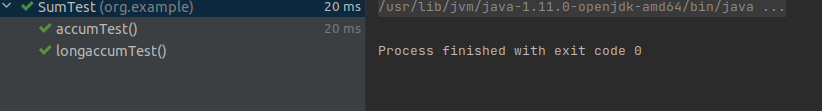 SumTest (org.example) 20 ms
accumTest() 20 ms
longaccumTest()
/usr/lib/jvm/java-1.11.0-openjdk-amd64/bin/java ...
Process finished with exit code 0